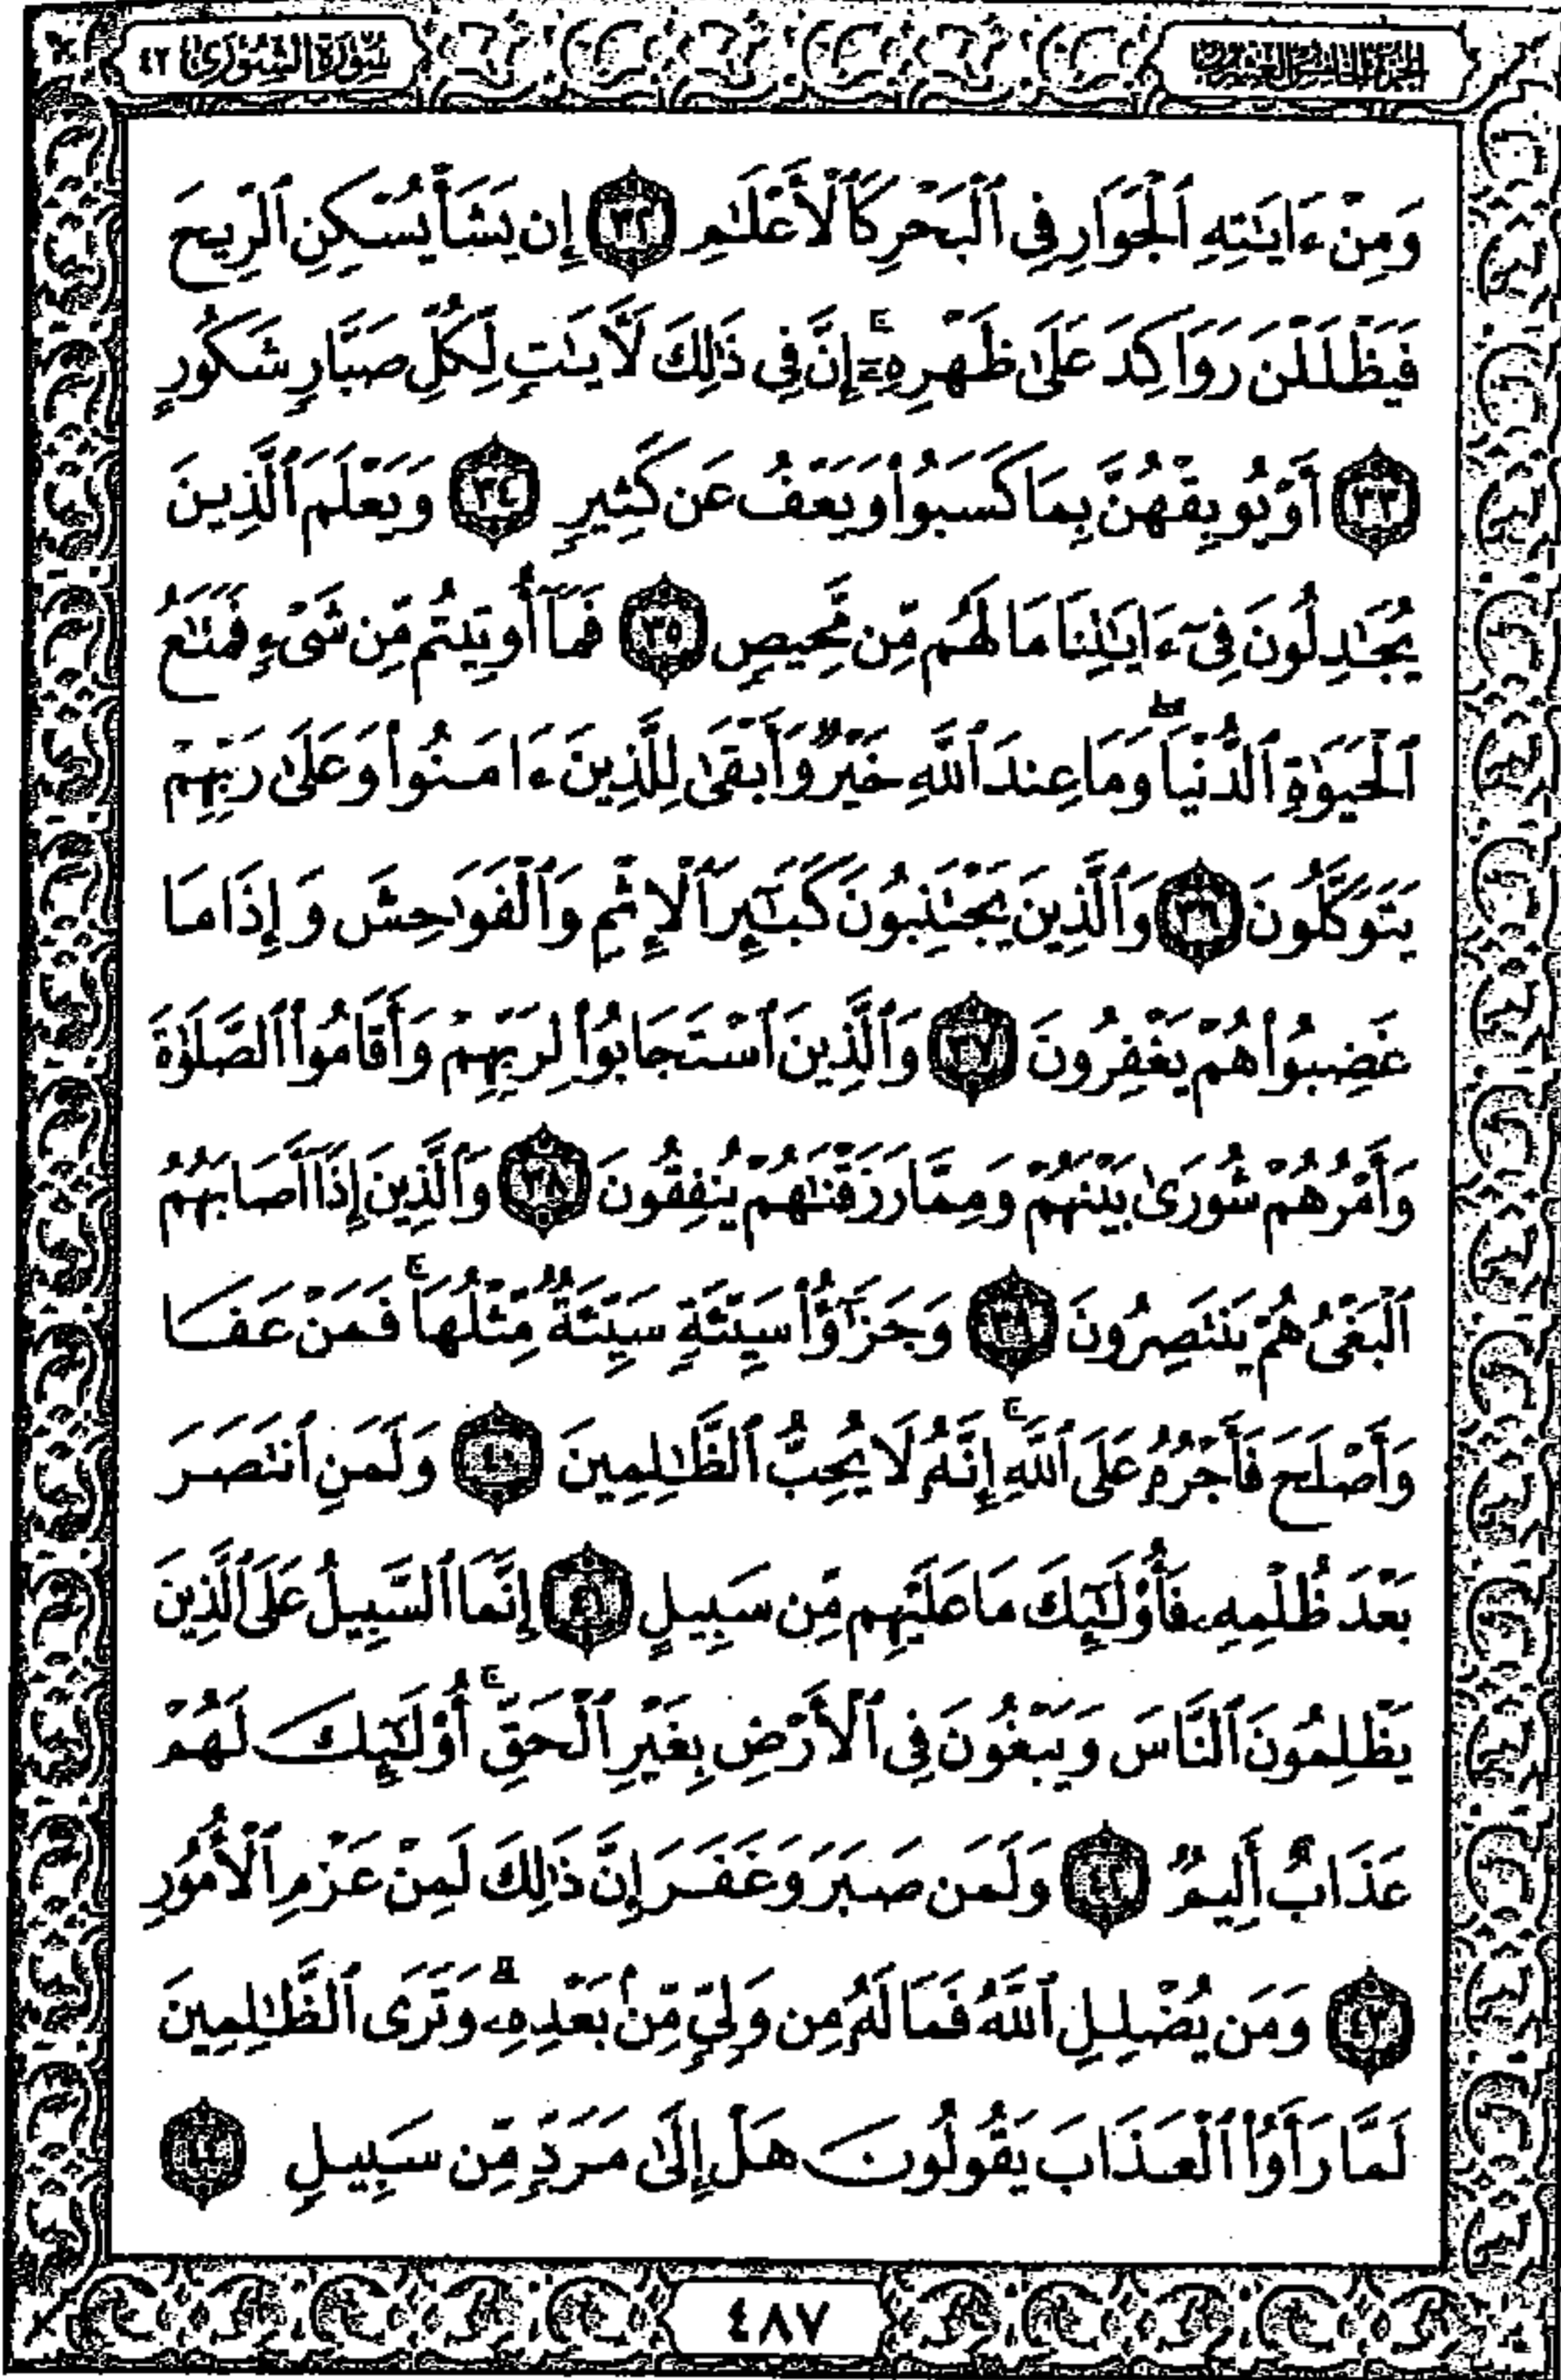 الجزء الخامس والعشرون
سورة الشورى ٤٢
وَمِنْ ءَايَٰتِهِ ٱلْجَوَارِ فِى ٱلْبَحْرِ كَٱلْأَعْلَٰمِ ٣٢ إِن يَشَأْ يُسْكِنِ ٱلرِّيحَ
فَيَظْلَلْنَ رَوَاكِدَ عَلَىٰ ظَهْرِهِۦٓ ۚ إِنَّ فِى ذَٰلِكَ لَءَايَٰتٍ لِّكُلِّ صَبَّارٍ شَكُورٍ
٣٣ أَوْ يُوبِقْهُنَّ بِمَا كَسَبُوا۟ وَيَعْفُ عَن كَثِيرٍ ٣٤ وَيَعْلَمَ ٱلَّذِينَ
يُجَٰدِلُونَ فِىٓ ءَايَٰتِنَا مَا لَهُم مِّن مَّحِيصٍ ٣٥ فَمَآ أُوتِيتُم مِّن شَىْءٍ فَمَتَٰعُ
ٱلْحَيَوٰةِ ٱلدُّنْيَا ۖ وَمَا عِندَ ٱللَّهِ خَيْرٌ وَأَبْقَىٰ لِلَّذِينَ ءَامَنُوا۟ وَعَلَىٰ رَبِّهِمْ
يَتَوَكَّلُونَ ٣٦ وَٱلَّذِينَ يَجْتَنِبُونَ كَبَٰٓئِرَ ٱلْإِثْمِ وَٱلْفَوَٰحِشَ وَإِذَا مَا
غَضِبُوا۟ هُمْ يَغْفِرُونَ ٣٧ وَٱلَّذِينَ ٱسْتَجَابُوا۟ لِرَبِّهِمْ وَأَقَامُوا۟ ٱلصَّلَوٰةَ
وَأَمْرُهُمْ شُورَىٰ بَيْنَهُمْ وَمِمَّا رَزَقْنَٰهُمْ يُنفِقُونَ ٣٨ وَٱلَّذِينَ إِذَآ أَصَابَهُمُ
ٱلْبَغْىُ هُمْ يَنتَصِرُونَ ٣٩ وَجَزَٰٓؤُا۟ سَيِّئَةٍ سَيِّئَةٌ مِّثْلُهَا ۖ فَمَنْ عَفَا
وَأَصْلَحَ فَأَجْرُهُۥ عَلَى ٱللَّهِ ۚ إِنَّهُۥ لَا يُحِبُّ ٱلظَّٰلِمِينَ ٤٠ وَلَمَنِ ٱنتَصَرَ
بَعْدَ ظُلْمِهِۦ فَأُو۟لَٰٓئِكَ مَا عَلَيْهِم مِّن سَبِيلٍ ٤١ إِنَّمَا ٱلسَّبِيلُ عَلَى ٱلَّذِينَ
يَظْلِمُونَ ٱلنَّاسَ وَيَبْغُونَ فِى ٱلْأَرْضِ بِغَيْرِ ٱلْحَقِّ ۚ أُو۟لَٰٓئِكَ لَهُمْ
عَذَابٌ أَلِيمٌ ٤٢ وَلَمَن صَبَرَ وَغَفَرَ إِنَّ ذَٰلِكَ لَمِنْ عَزْمِ ٱلْأُمُورِ
٤٣ وَمَن يُضْلِلِ ٱللَّهُ فَمَا لَهُۥ مِن وَلِىٍّ مِّنۢ بَعْدِهِۦ ۗ وَتَرَى ٱلظَّٰلِمِينَ
لَمَّا رَأَوُا۟ ٱلْعَذَابَ يَقُولُونَ هَلْ إِلَىٰ مَرَدٍّ مِّن سَبِيلٍ ٤٤
٤٨٧